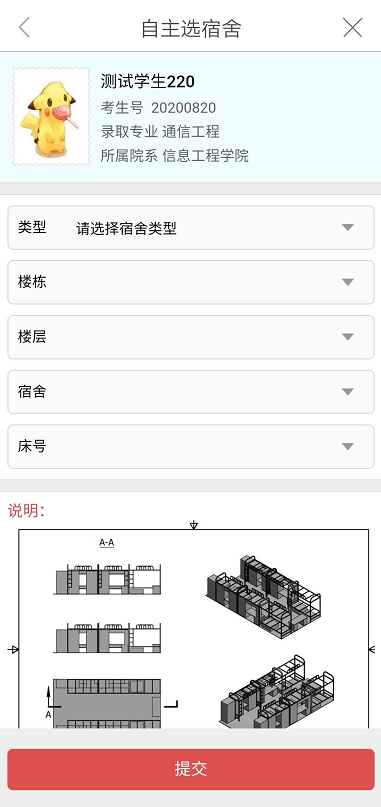 自主选宿舍
测试学生220
考生号 20200820
录取专业 通信工程
所属院系 信息工程学院
类型 请选择宿舍类型
楼栋
楼层
宿舍
床号
说明：
A-A
A
提交